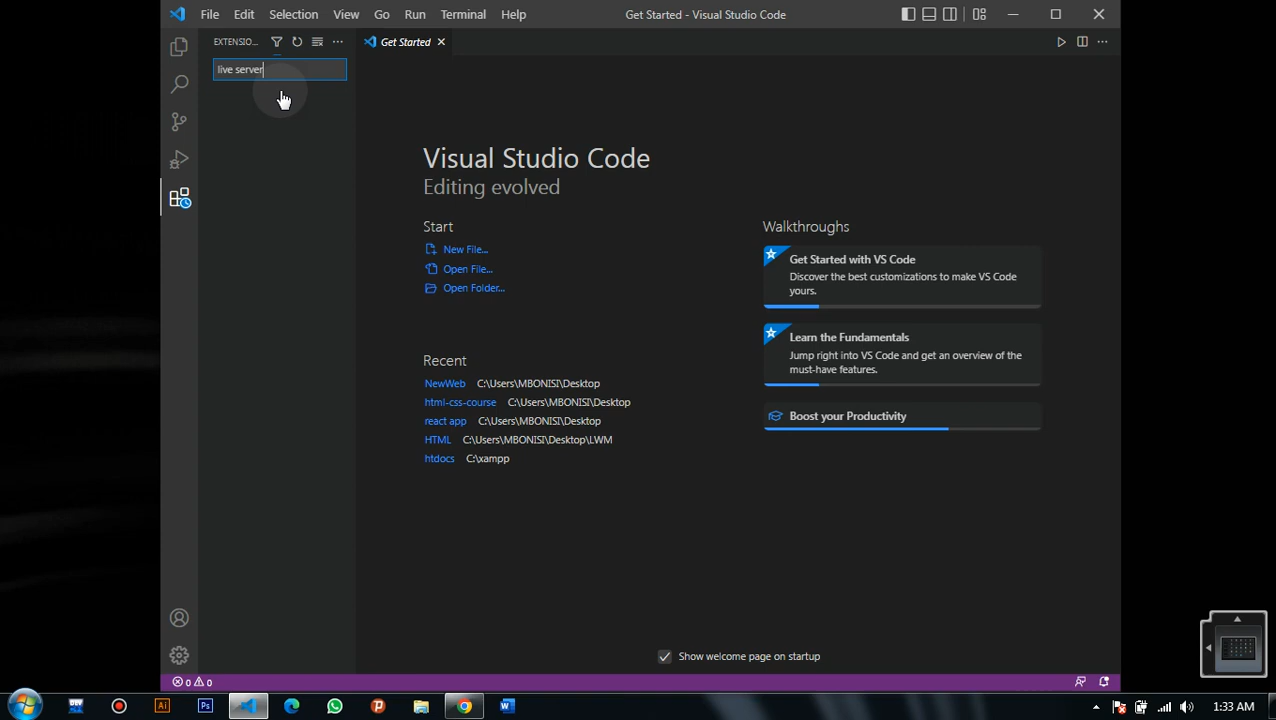 File Edit Selection View Go Run Terminal Help
Get Started - Visual Studio Code
EXTENSIO...
Get Started
live server
Visual Studio Code
Editing evolved
Start
New File...
Open File...
Open Folder...
Recent
NewWeb C:\Users\MBONISI\Desktop
html-css-course C:\Users\MBONISI\Desktop
react app C:\Users\MBONISI\Desktop
HTML C:\Users\MBONISI\Desktop\LWM
htdocs C:\xampp
Walkthroughs
Get Started with VS Code
Discover the best customizations to make VS Code
yours.
Learn the Fundamentals
Jump right into VS Code and get an overview of the
must-have features.
Boost your Productivity
Show welcome page on startup
0 0
Ai
Ps
W
1:33 AM